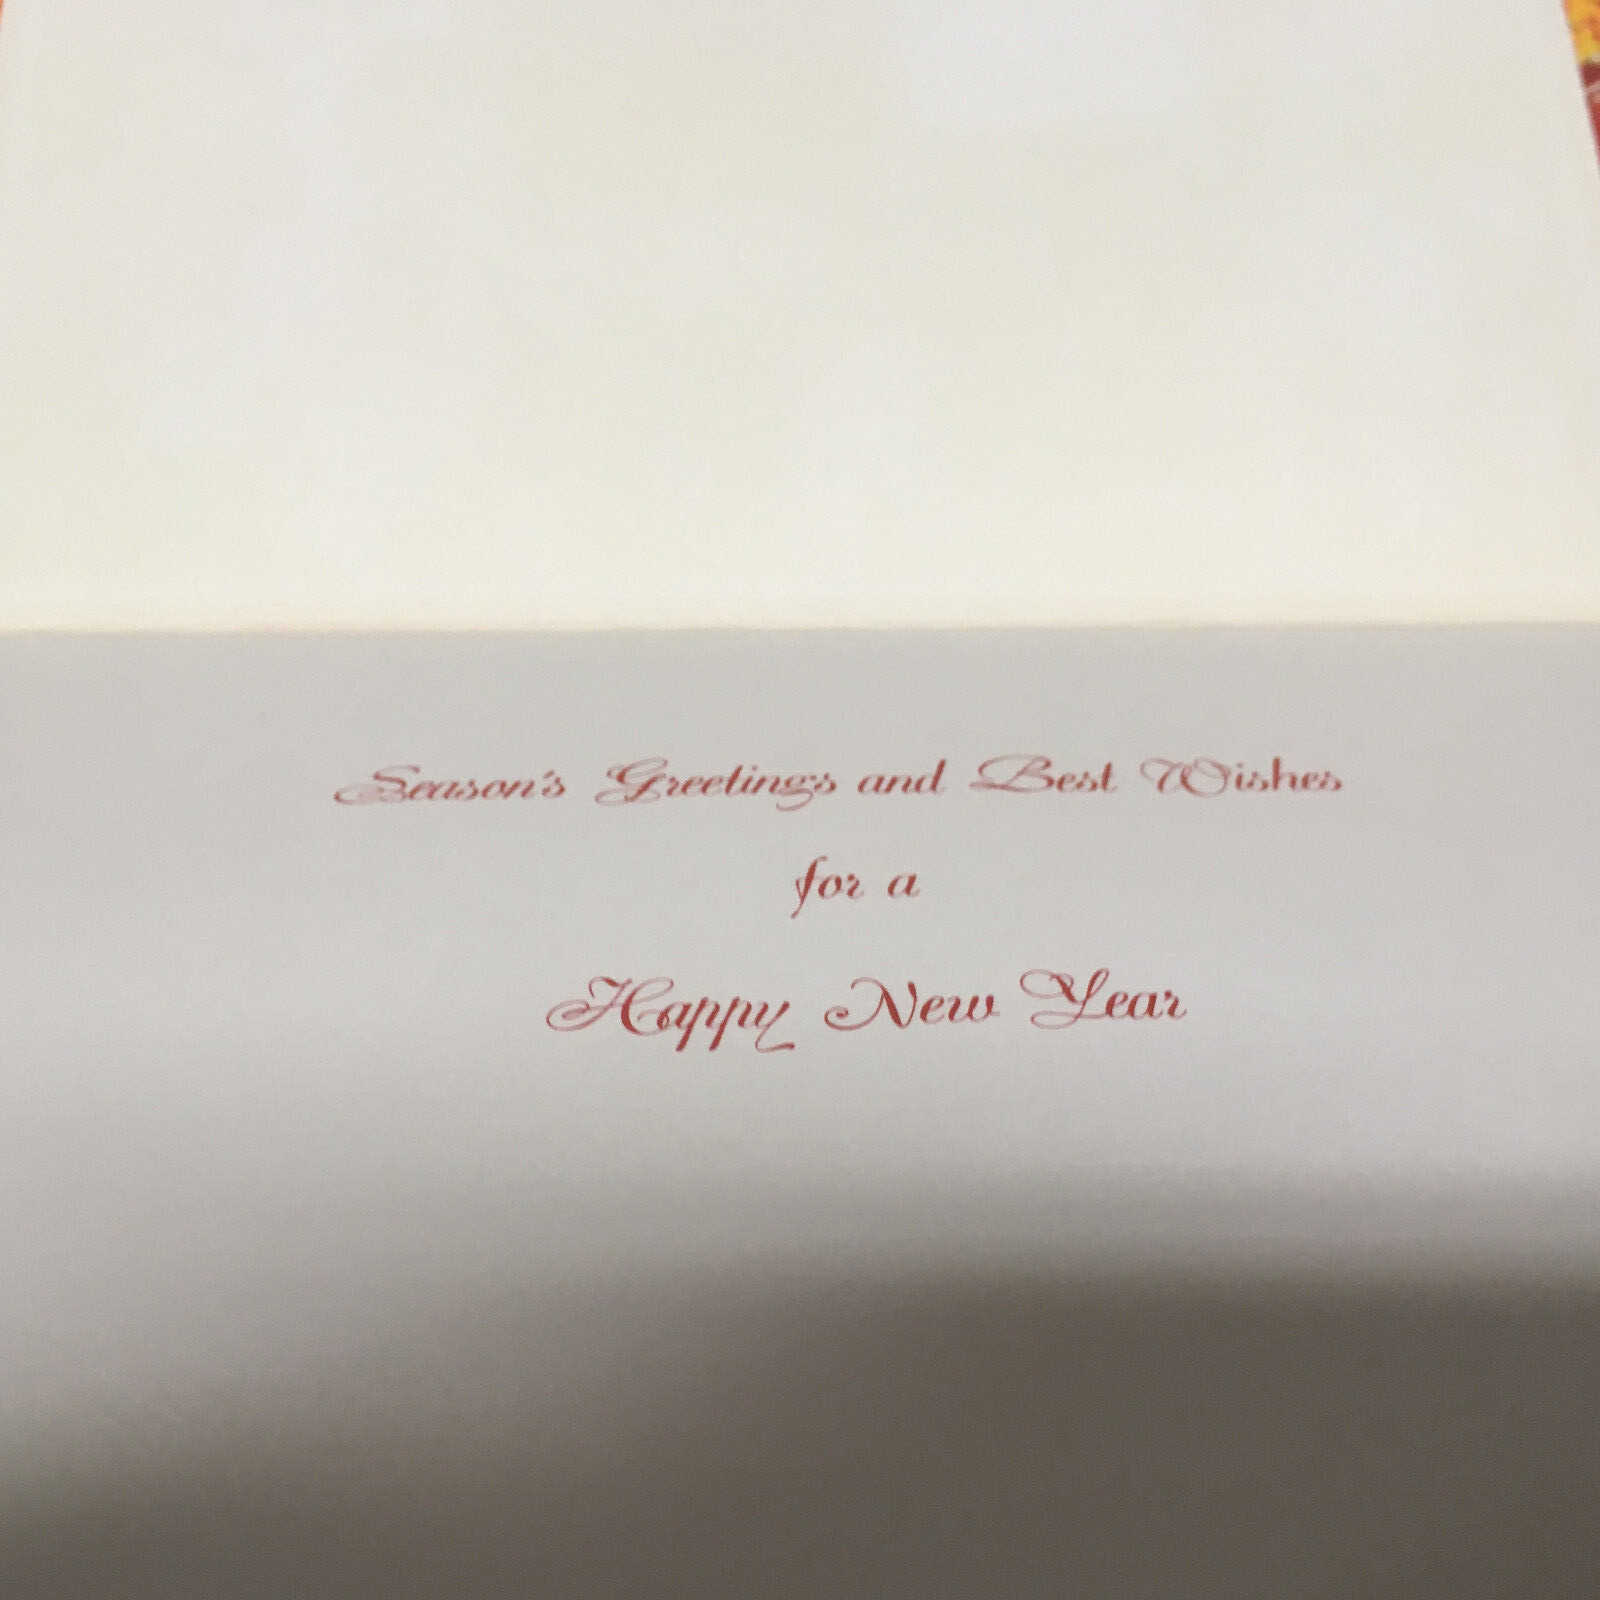 Season's Greetings and Best Wishes
for a
Happy New Year